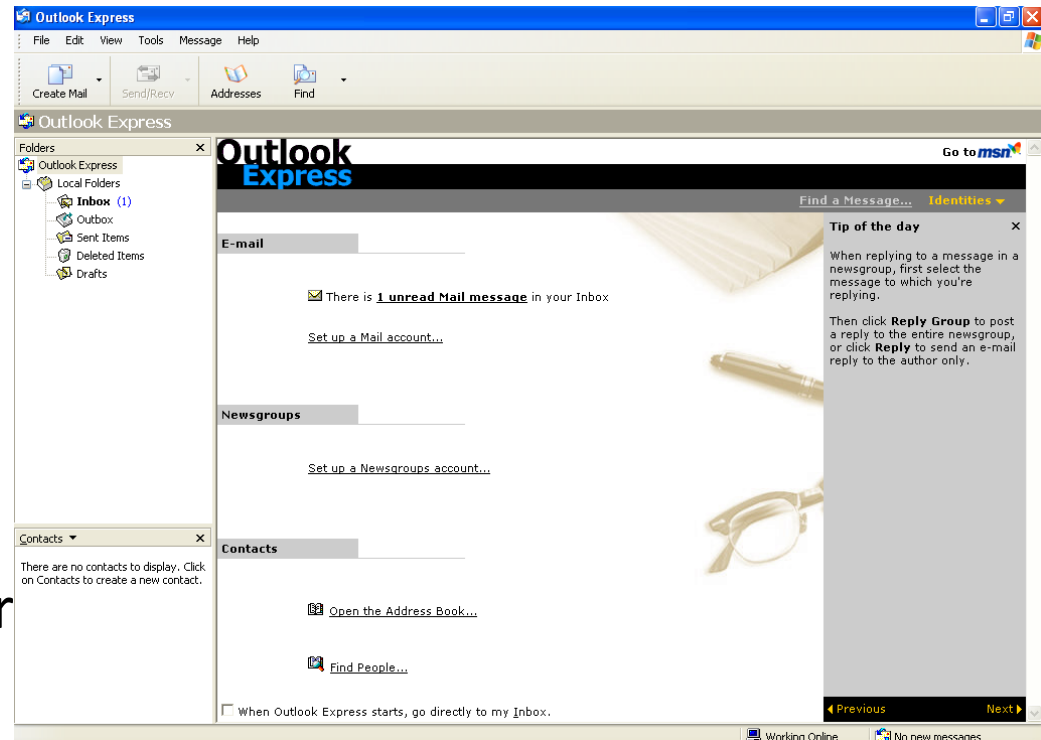 Outlook Express
File Edit View Tools Message Help
Create Mail Send/Recv Addresses Find
Outlook Express
Folders
Outlook Express
Local Folders
Inbox (1)
Outbox
Sent Items
Deleted Items
Drafts
Contacts
There are no contacts to display. Click
on Contacts to create a new contact.
r
Outlook
Express
Go to msn
Find a Message... Identities
E-mail
There is 1 unread Mail message in your Inbox
Set up a Mail account...
Newsgroups
Set up a Newsgroups account...
Contacts
Open the Address Book...
Find People...
When Outlook Express starts, go directly to my Inbox.
Tip of the day
When replying to a message in a
newsgroup, first select the
message to which you're
replying.
Then click Reply Group to post
a reply to the entire newsgroup,
or click Reply to send an e-mail
reply to the author only.
Previous Next
Working Online No new messages